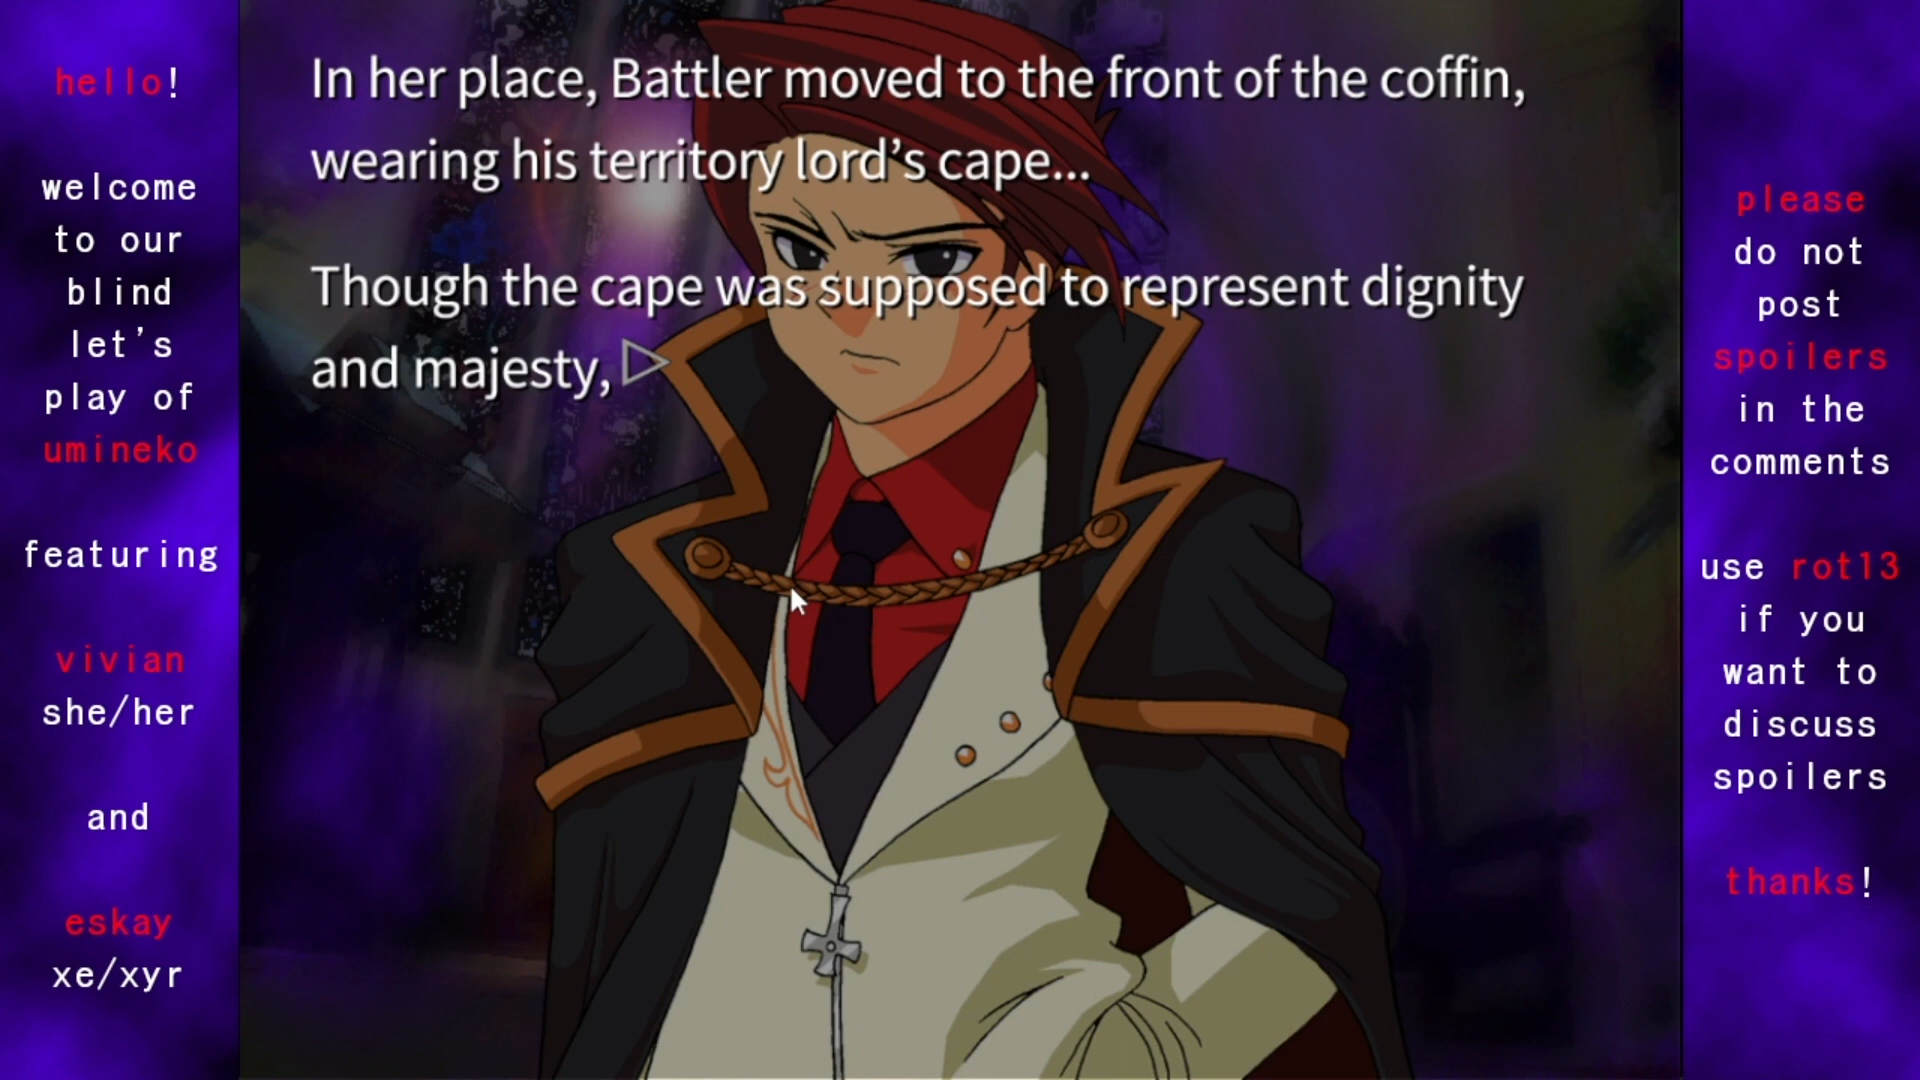 hello!
welcome
to our
blind
let's
play of
umineko
featuring
vivian
she/her
and
eskay
xe/xyr
In her place, Battler moved to the front of the coffin,
wearing his territory lord’s cape...
Though the cape was supposed to represent dignity
and majesty,
please
do not
post
spoilers
in the
comments
use rot13
if you
want to
discuss
spoilers
thanks!